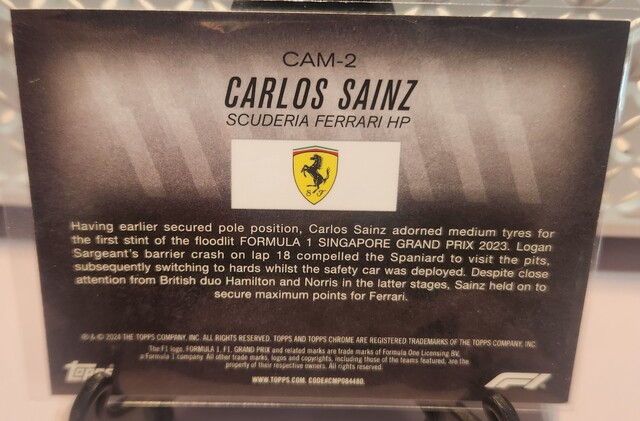 CAM-2
CARLOS SAINZ
SCUDERIA FERRARI HP
S F
Having earlier secured pole position, Carlos Sainz adorned medium tyres for
the first stint of the floodlit FORMULA 1 SINGAPORE GRAND PRIX 2023. Logan
Sargeant's barrier crash on lap 18 compelled the Spaniard to visit the pits,
subsequently switching to hards whilst the safety car was deployed. Despite close
attention from British duo Hamilton and Norris in the latter stages, Sainz held on to
secure maximum points for Ferrari.
® & © 2024 THE TOPPS COMPANY, INC. ALL RIGHTS RESERVED. TOPPS AND TOPPS CHROME ARE REGISTERED TRADEMARKS OF THE TOPPS COMPANY, INC.
The F1 logo, FORMULA 1, F1, GRAND PRIX and related marks are trade marks of Formula One Licensing BV,
a Formula 1 company. All other trade marks, logos and copyrights, including those of the teams featured, are the
property of their respective owners. All rights reserved.
WWW.TOPPS.COM CODE#CMP084480
topps
F1